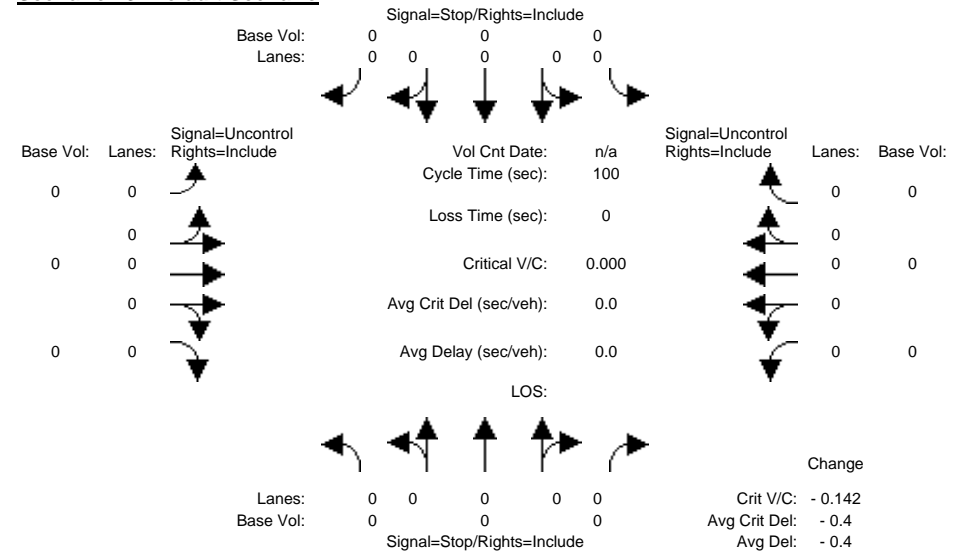 Signal=Stop/Rights=Include
Base Vol: 0 0 0
Lanes: 0 0 0 0 0
Signal=Uncontrol Signal=Uncontrol
Base Vol: Lanes: Rights=Include Vol Cnt Date: n/a Rights=Include Lanes: Base Vol:
Cycle Time (sec): 100
0 0 0 0
Loss Time (sec): 0
0 0
0 0 Critical V/C: 0.000 0 0
0 Avg Crit Del (sec/veh): 0.0 0
0 0 Avg Delay (sec/veh): 0.0 0 0
LOS:
Change
Lanes: 0 0 0 0 0 Crit V/C: - 0.142
Base Vol: 0 0 0 Avg Crit Del: - 0.4
Signal=Stop/Rights=Include Avg Del: - 0.4